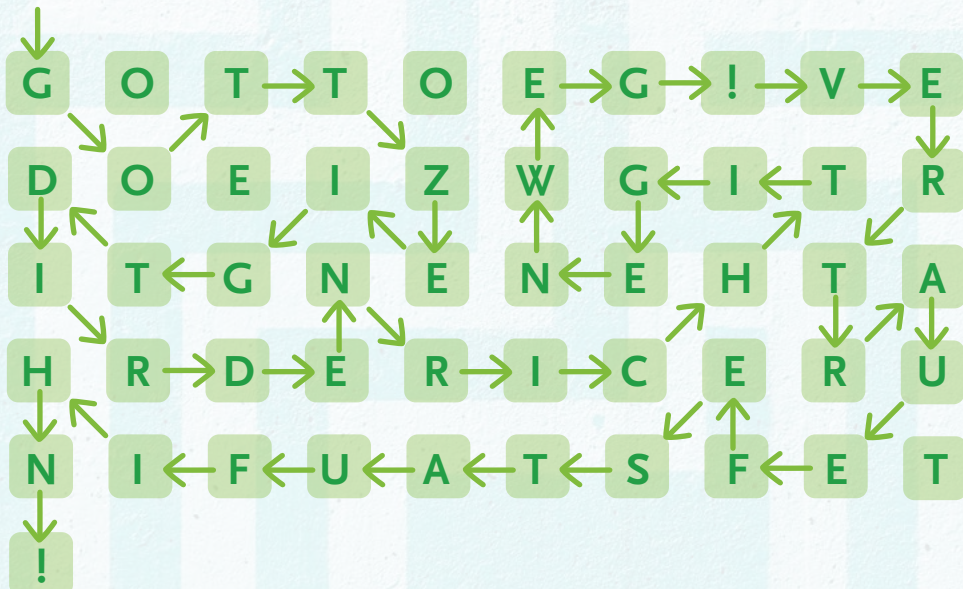 G O T T O E G ! V E
D O E I Z W G I T R
I T G N E N E H T A
H R D E R I C E R U
N I F U A T S F E T
!